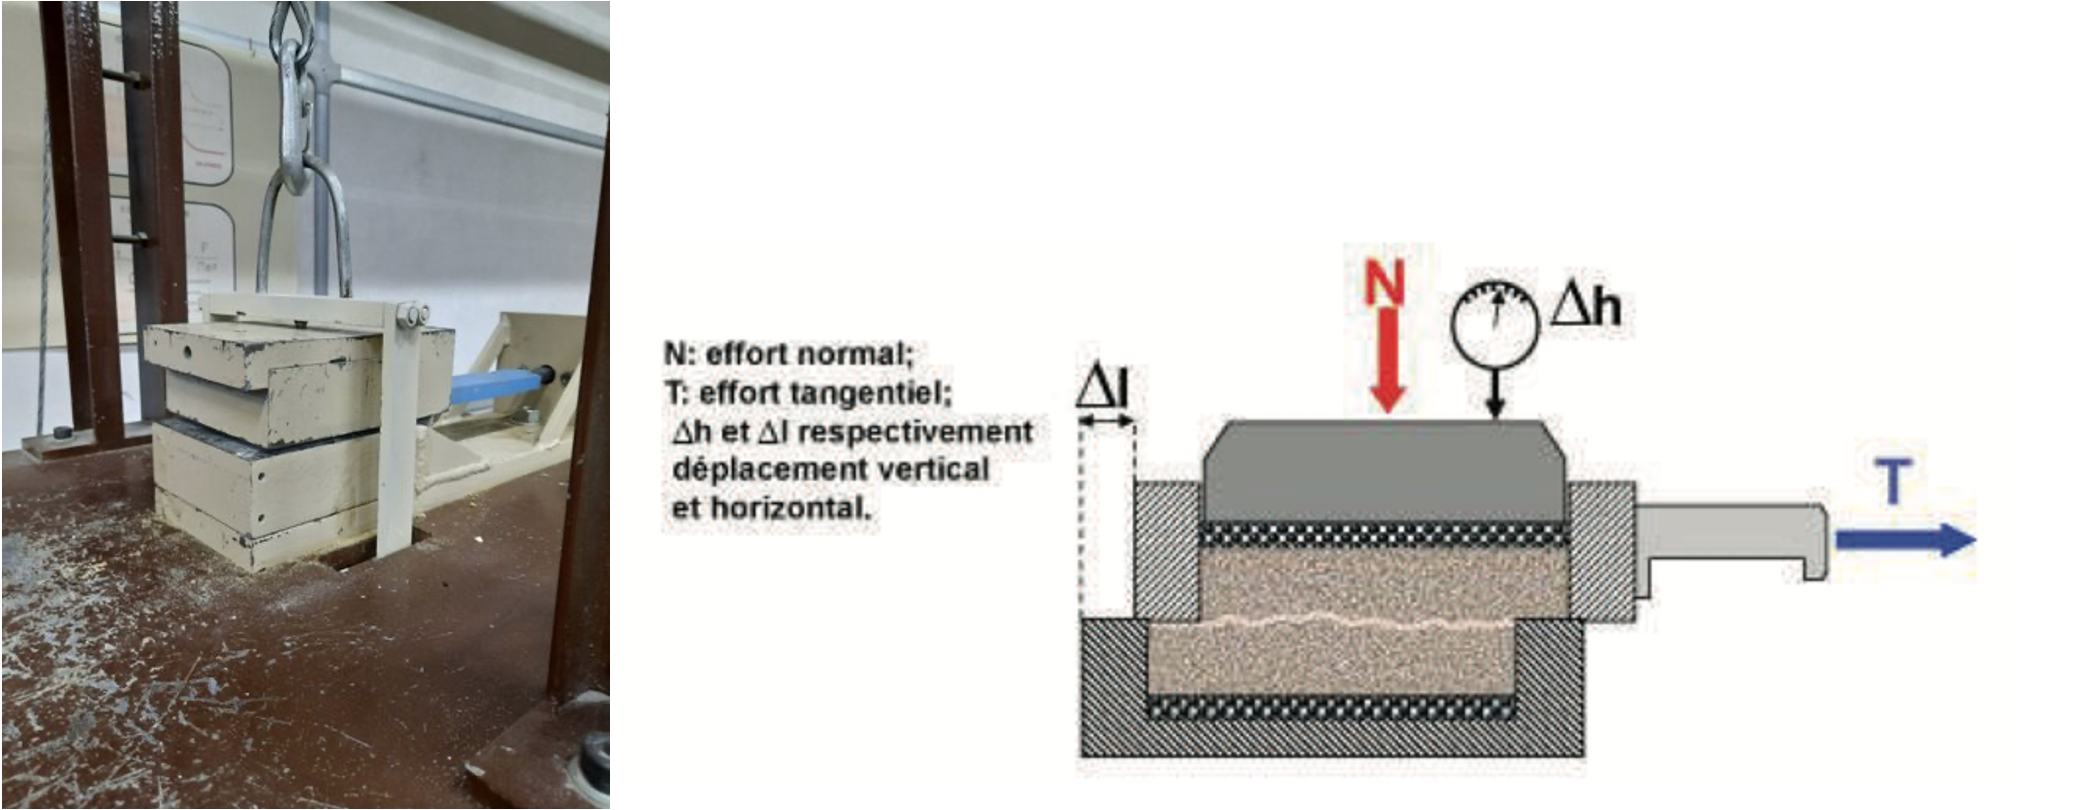 N: effort normal;
T: effort tangentiel;
Δh et Δl respectivement
déplacement vertical
et horizontal.
N
Δh
Δl
T